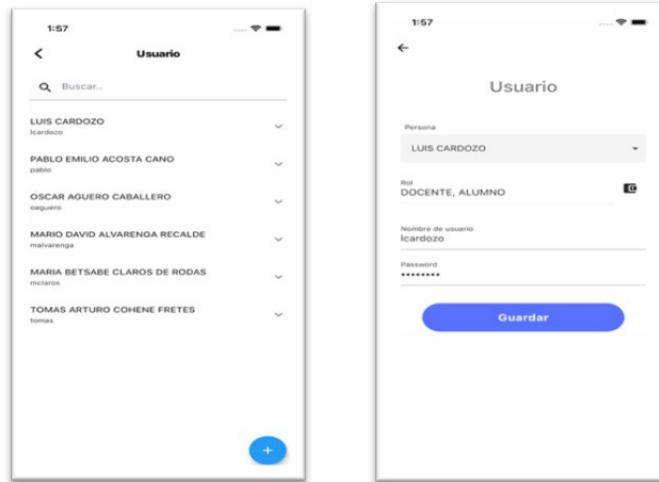 1:57
Usuario
Buscar..
LUIS CARDOZO
lcardozo
PABLO EMILIO ACOSTA CANO
pablo
OSCAR AGUERO CABALLERO
oaguero
MARIO DAVID ALVARENGA RECALDE
malvarenga
MARIA BETSABE CLAROS DE RODAS
mclaros
TOMAS ARTURO COHENE FRETES
tomas
+
1:57
Usuario
Persona
LUIS CARDOZO
Rol
DOCENTE, ALUMNO
Nombre de usuario
lcardozo
Password
••••••••
Guardar